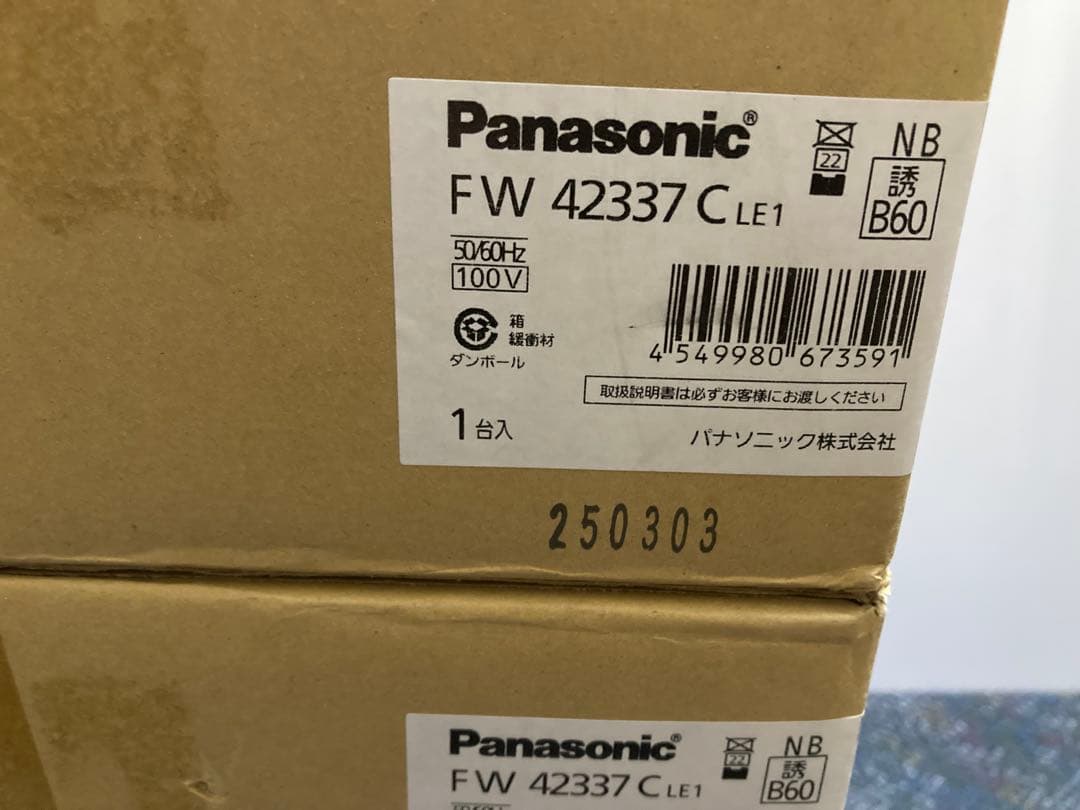 Panasonic®
FW 42337 C LE1
22
NB
誘
B60
50/60Hz
100V
箱
緩衝材
ダンボール
4 549980 673591
取扱説明書は必ずお客様にお渡しください
1台入
パナソニック株式会社
250303
Panasonic®
FW 42337 C LE1
22
NB
誘
B60